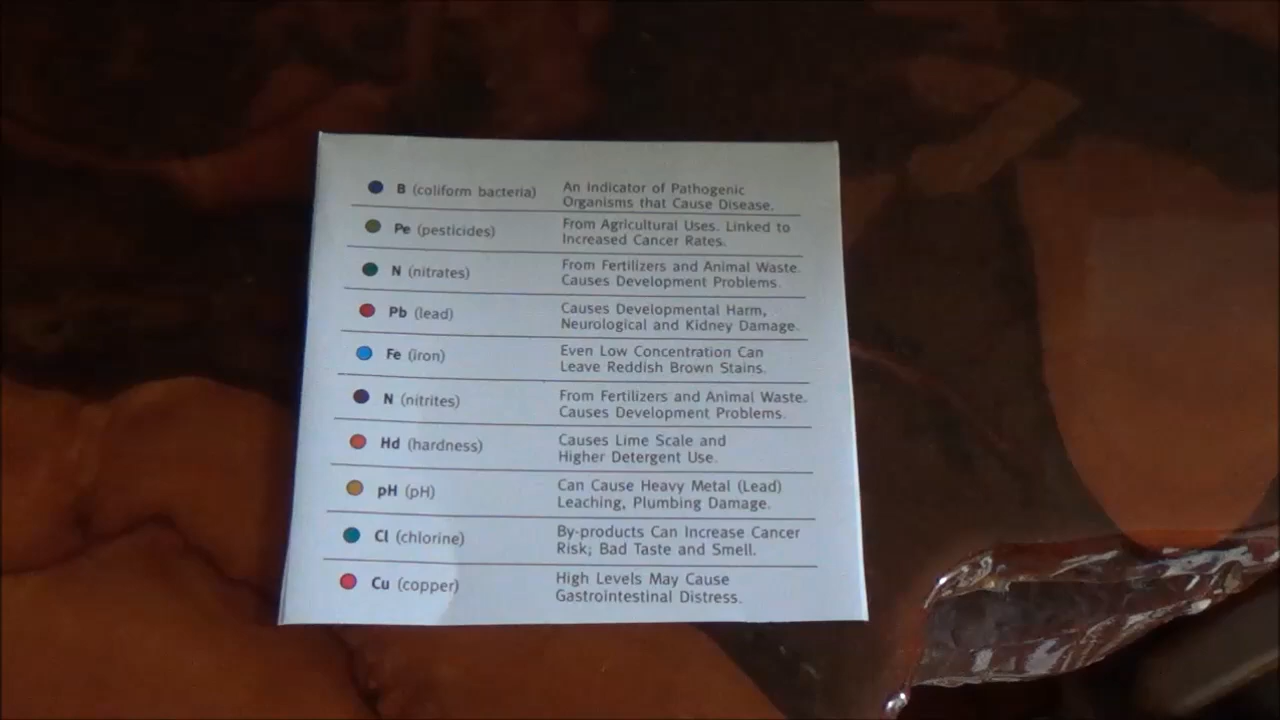 B (coliform bacteria) An Indicator of Pathogenic
Organisms that Cause Disease.
Pe (pesticides) From Agricultural Uses. Linked to
Increased Cancer Rates.
N (nitrates) From Fertilizers and Animal Waste.
Causes Development Problems.
Pb (lead) Causes Developmental Harm,
Neurological and Kidney Damage.
Fe (iron) Even Low Concentration Can
Leave Reddish Brown Stains.
N (nitrites) From Fertilizers and Animal Waste.
Causes Development Problems.
Hd (hardness) Causes Lime Scale and
Higher Detergent Use.
pH (pH) Can Cause Heavy Metal (Lead)
Leaching, Plumbing Damage.
Cl (chlorine) By-products Can Increase Cancer
Risk; Bad Taste and Smell.
Cu (copper) High Levels May Cause
Gastrointestinal Distress.